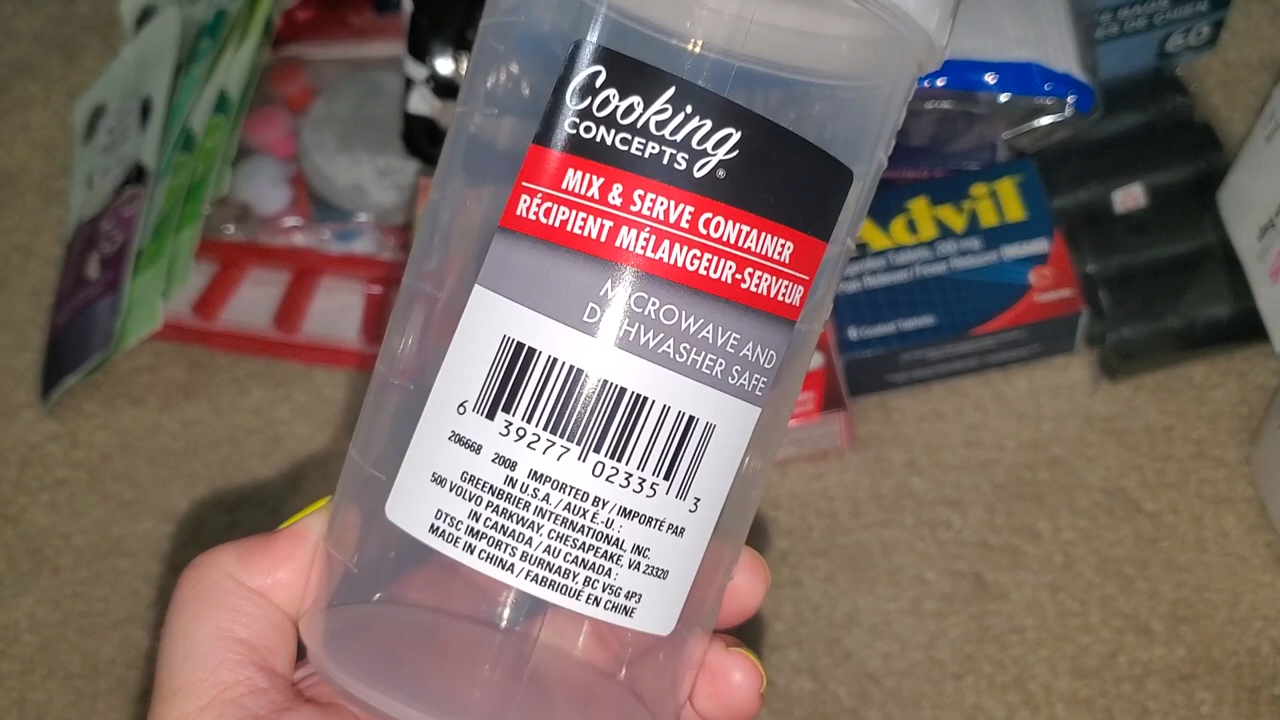 Cooking
CONCEPTS®
MIX & SERVE CONTAINER
RÉCIPIENT MÉLANGEUR-SERVEUR
MICROWAVE AND
DISHWASHER SAFE
6 39277 02335 3
206668 2008 IMPORTED BY / IMPORTÉ PAR
IN U.S.A. / AUX É.-U. :
GREENBRIER INTERNATIONAL, INC.
500 VOLVO PARKWAY, CHESAPEAKE, VA 23320
IN CANADA / AU CANADA :
DTSC IMPORTS BURNABY, BC V5G 4P3
MADE IN CHINA / FABRIQUÉ EN CHINE
Advil
60